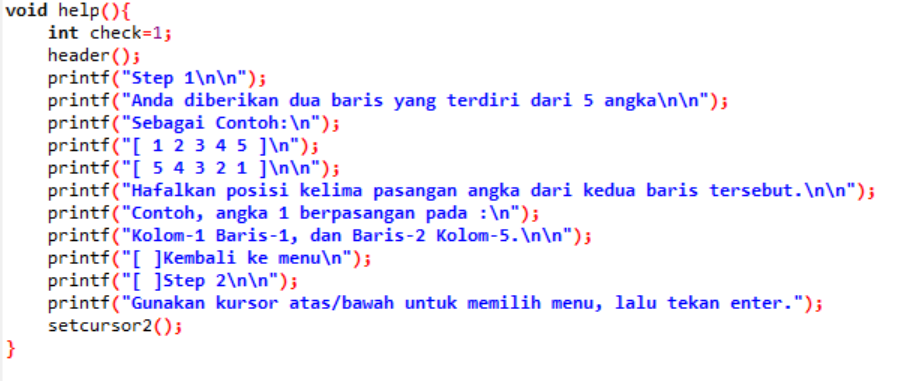 void help(){
int check=1;
header();
printf("Step 1\n\n");
printf("Anda diberikan dua baris yang terdiri dari 5 angka\n\n");
printf("Sebagai Contoh:\n");
printf("[ 1 2 3 4 5 ]\n");
printf("[ 5 4 3 2 1 ]\n\n");
printf("Hafalkan posisi kelima pasangan angka dari kedua baris tersebut.\n\n");
printf("Contoh, angka 1 berpasangan pada :\n");
printf("Kolom-1 Baris-1, dan Baris-2 Kolom-5.\n\n");
printf("[ ]Kembali ke menu\n");
printf("[ ]Step 2\n\n");
printf("Gunakan kursor atas/bawah untuk memilih menu, lalu tekan enter.");
setcursor2();
}